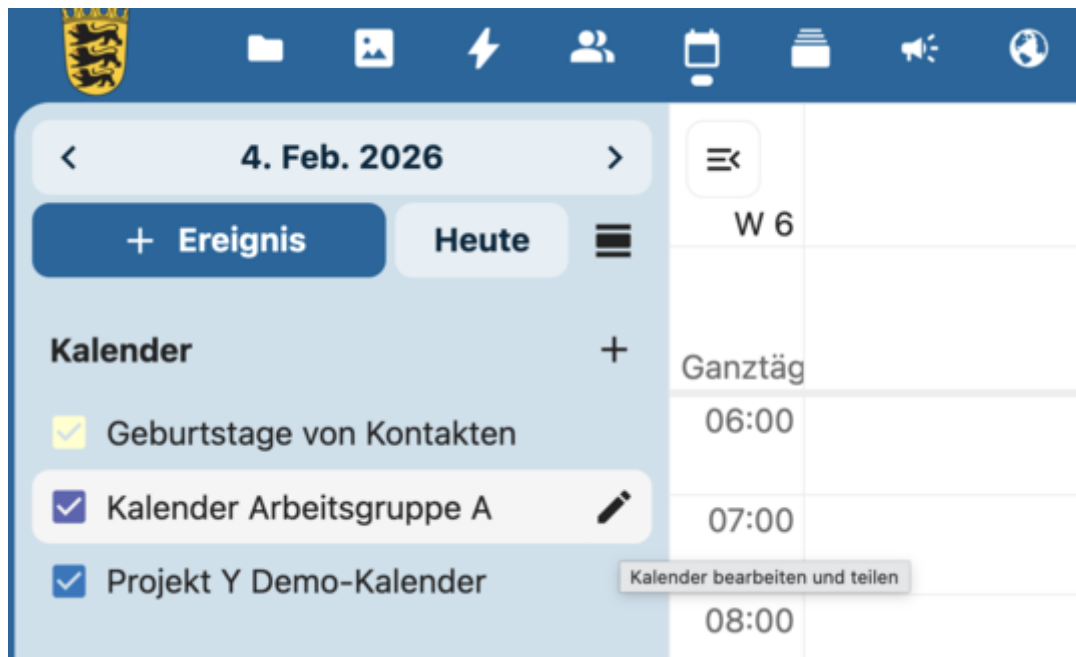 4. Feb. 2026
W 6
+ Ereignis
Heute
Kalender
+
Ganztäg
Geburtstage von Kontakten
06:00
Kalender Arbeitsgruppe A
07:00
Projekt Y Demo-Kalender
Kalender bearbeiten und teilen
08:00